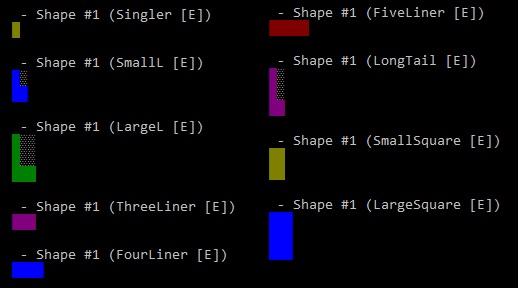 - Shape #1 (Singler [E])
- Shape #1 (SmallL [E])
- Shape #1 (LargeL [E])
- Shape #1 (ThreeLiner [E])
- Shape #1 (FourLiner [E])
- Shape #1 (FiveLiner [E])
- Shape #1 (LongTail [E])
- Shape #1 (SmallSquare [E])
- Shape #1 (LargeSquare [E])